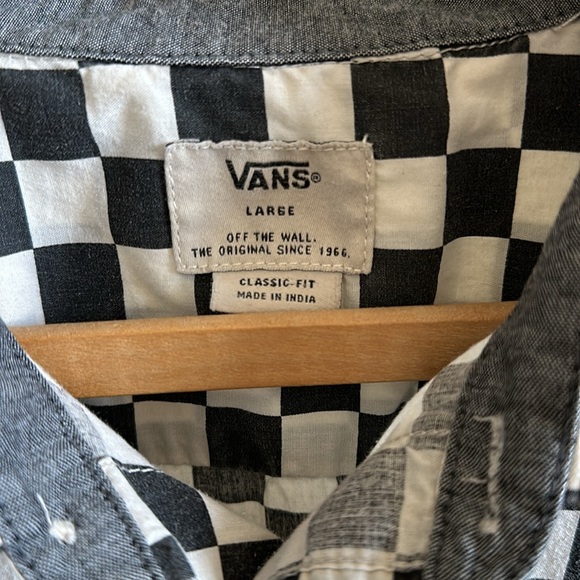 VANS®
LARGE
OFF THE WALL.
THE ORIGINAL SINCE 1966.
CLASSIC FIT
MADE IN INDIA